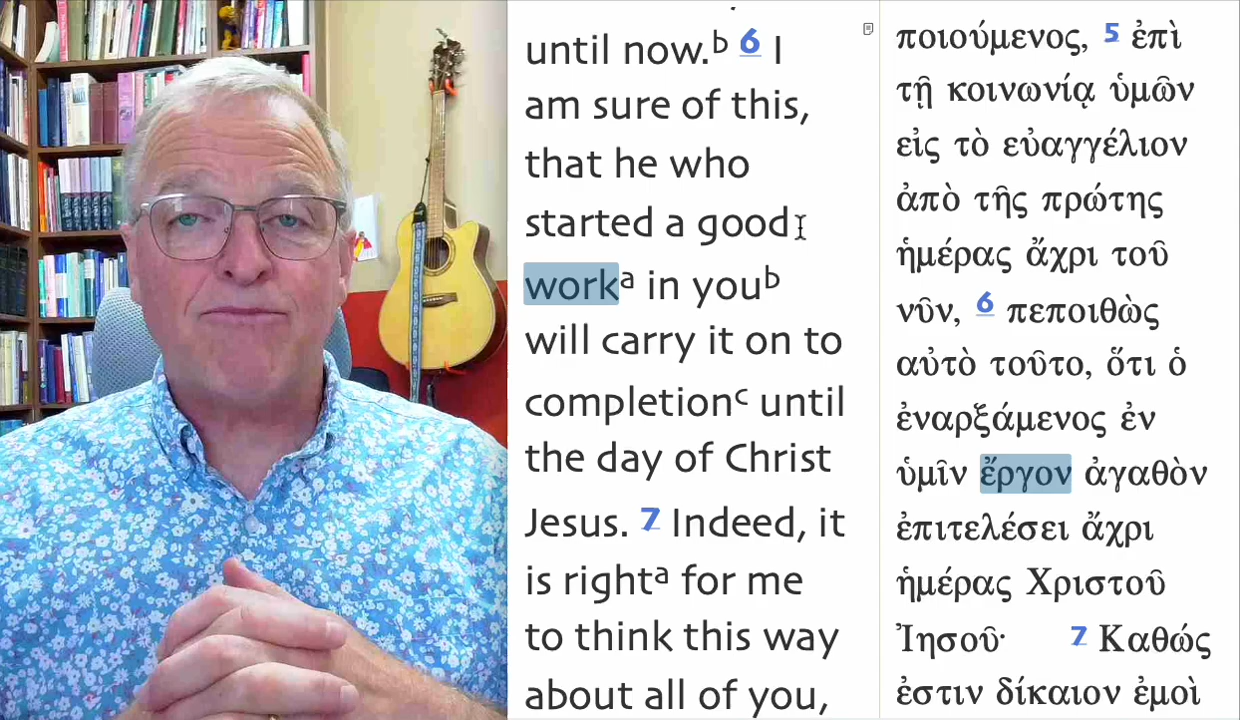 until now.ᵇ 6 I
am sure of this,
that he who
started a good
workᵃ in youᵇ
will carry it on to
completionᶜ until
the day of Christ
Jesus. 7 Indeed, it
is rightᵃ for me
to think this way
about all of you,
ποιούμενος, 5 ἐπὶ
τῇ κοινωνίᾳ ὑμῶν
εἰς τὸ εὐαγγέλιον
ἀπὸ τῆς πρώτης
ἡμέρας ἄχρι τοῦ
νῦν, 6 πεποιθὼς
αὐτὸ τοῦτο, ὅτι ὁ
ἐναρξάμενος ἐν
ὑμῖν ἔργον ἀγαθὸν
ἐπιτελέσει ἄχρι
ἡμέρας Χριστοῦ
Ἰησοῦ· 7 Καθώς
ἐστιν δίκαιον ἐμοὶ